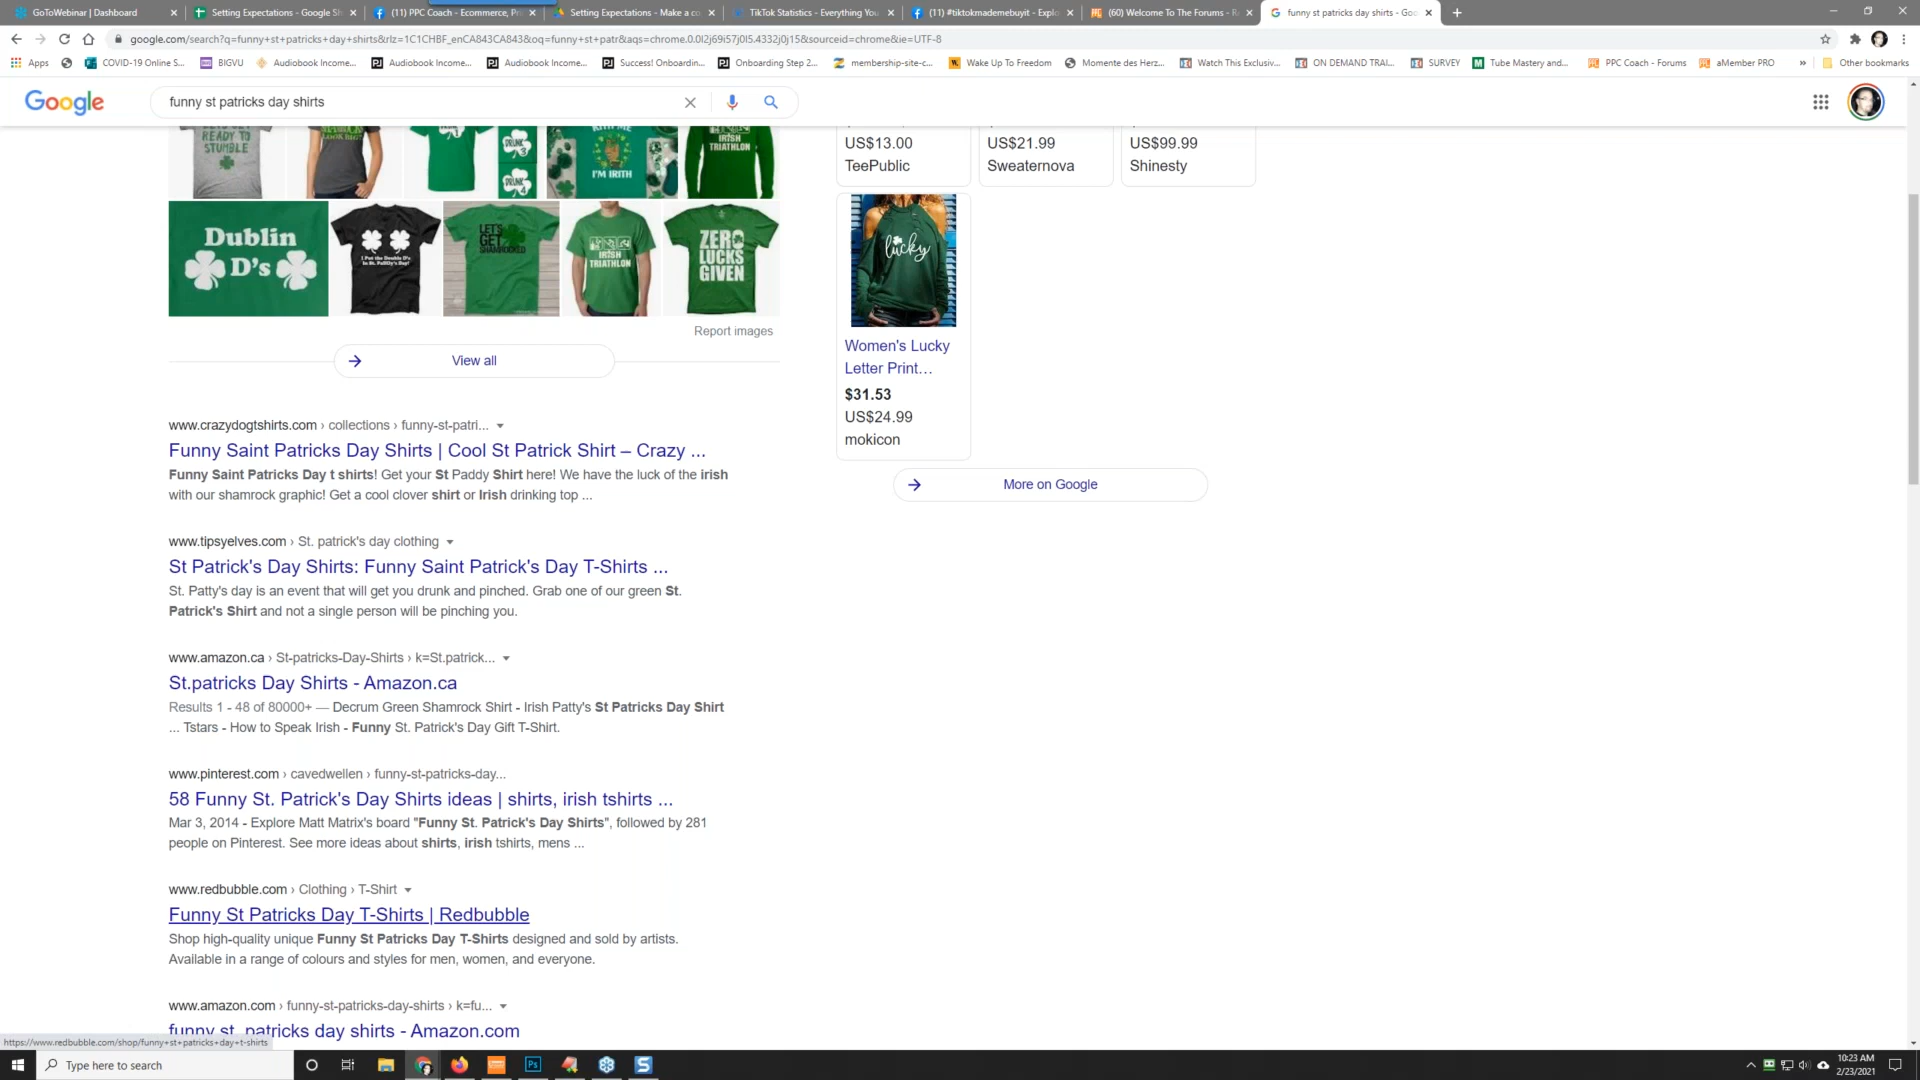 GoToWebinar | Dashboard
Setting Expectations - Google Sh
(11) PPC Coach - Ecommerce, Pr
Setting Expectations - Make a co
TikTok Statistics - Everything You
(11) #tiktokmademebuyit - Explo
(60) Welcome To The Forums - R
funny st patricks day shirts - Goo
google.com/search?q=funny+st+patricks+day+shirts&rlz=1C1CHBF_enCA843CA843&oq=funny+st+patr&aqs=chrome.0.0l2j69i57j0l5.4332j0j15&sourceid=chrome&ie=UTF-8
Apps
COVID-19 Online S...
BIGVU
Audiobook Income...
Audiobook Income...
Audiobook Income...
Success! Onboardin...
Onboarding Step 2...
membership-site-c...
Wake Up To Freedom
Momente des Herz...
Watch This Exclusiv...
ON DEMAND TRAI...
SURVEY
Tube Mastery and...
PPC Coach - Forums
aMember PRO
Other bookmarks
Google
funny st patricks day shirts
READY TO
STUMBLE
DRUNK
3
DRUNK
4
I'M IRITH
IRISH
TRIATHLON
US$13.00
TeePublic
US$21.99
Sweaternova
US$99.99
Shinesty
Dublin
D's
I Put the Double D's
In St. PaDDy's Day!
LET'S
GET
SHAMROCKED
IRISH
TRIATHLON
ZERO
LUCKS
GIVEN
lucky
Report images
View all
Women's Lucky
Letter Print…
$31.53
US$24.99
mokicon
More on Google
www.crazydogtshirts.com › collections › funny-st-patri...
Funny Saint Patricks Day Shirts | Cool St Patrick Shirt – Crazy ...
Funny Saint Patricks Day t shirts! Get your St Paddy Shirt here! We have the luck of the irish
with our shamrock graphic! Get a cool clover shirt or Irish drinking top ...
www.tipsyelves.com › St. patrick's day clothing
St Patrick's Day Shirts: Funny Saint Patrick's Day T-Shirts ...
St. Patty's day is an event that will get you drunk and pinched. Grab one of our green St.
Patrick's Shirt and not a single person will be pinching you.
www.amazon.ca › St-patricks-Day-Shirts › k=St.patrick...
St.patricks Day Shirts - Amazon.ca
Results 1 - 48 of 80000+ — Decrum Green Shamrock Shirt - Irish Patty's St Patricks Day Shirt
... Tstars - How to Speak Irish - Funny St. Patrick's Day Gift T-Shirt.
www.pinterest.com › cavedwellen › funny-st-patricks-day...
58 Funny St. Patrick's Day Shirts ideas | shirts, irish tshirts ...
Mar 3, 2014 - Explore Matt Matrix's board "Funny St. Patrick's Day Shirts", followed by 281
people on Pinterest. See more ideas about shirts, irish tshirts, mens ...
www.redbubble.com › Clothing › T-Shirt
Funny St Patricks Day T-Shirts | Redbubble
Shop high-quality unique Funny St Patricks Day T-Shirts designed and sold by artists.
Available in a range of colours and styles for men, women, and everyone.
www.amazon.com › funny-st-patricks-day-shirts › k=fu...
funny st. patricks day shirts - Amazon.com
https://www.redbubble.com/shop/funny+st+patricks+day+t-shirts
Type here to search
Ps
10:23 AM
2/23/2021